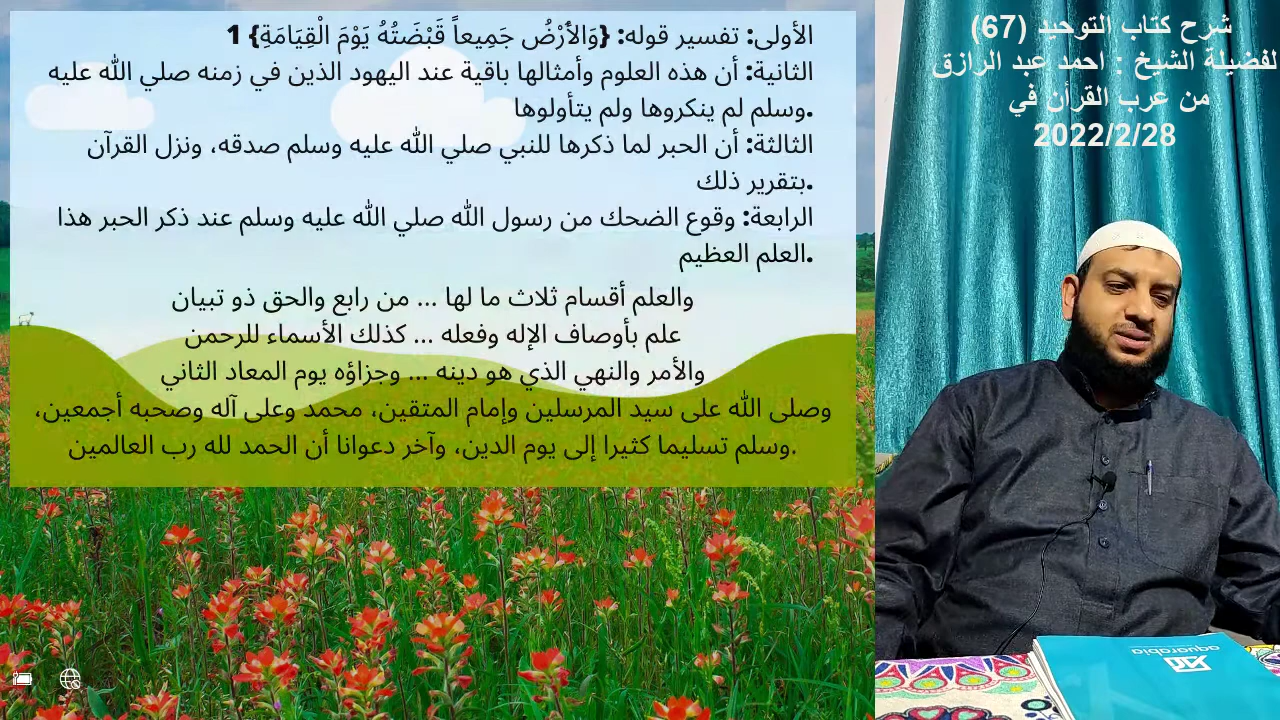 الأولى: تفسير قوله: {وَالأَرْضُ جَمِيعاً قَبْضَتُهُ يَوْمَ الْقِيَامَةِ} 1
الثانية: أن هذه العلوم وأمثالها باقية عند اليهود الذين في زمنه صلي الله عليه
وسلم لم ينكروها ولم يتأولوها.
الثالثة: أن الحبر لما ذكرها للنبي صلي الله عليه وسلم صدقه، ونزل القرآن
بتقرير ذلك.
الرابعة: وقوع الضحك من رسول الله صلي الله عليه وسلم عند ذكر الحبر هذا
العلم العظيم.
والعلم أقسام ثلاث ما لها ... من رابع والحق ذو تبيان
علم بأوصاف الإله وفعله ... كذلك الأسماء للرحمن
والأمر والنهي الذي هو دينه ... وجزاؤه يوم المعاد الثاني
وصلى الله على سيد المرسلين وإمام المتقين، محمد وعلى آله وصحبه أجمعين،
وسلم تسليما كثيرا إلى يوم الدين، وآخر دعوانا أن الحمد لله رب العالمين.
شرح كتاب التوحيد (67)
لفضيلة الشيخ : احمد عبد الرازق
من عرب القرأن في
2022/2/28
aquarabia